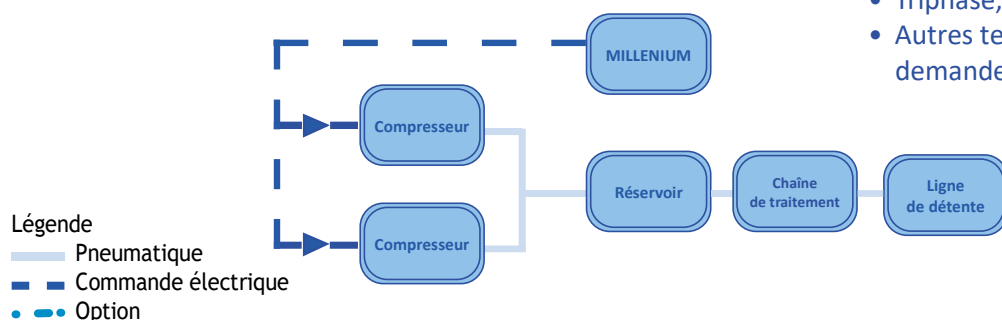 • Triphasé,
• Autres te
demande
MILLENIUM
Compresseur
Réservoir
Chaîne
de traitement
Ligne
de détente
Compresseur
Légende
Pneumatique
Commande électrique
Option